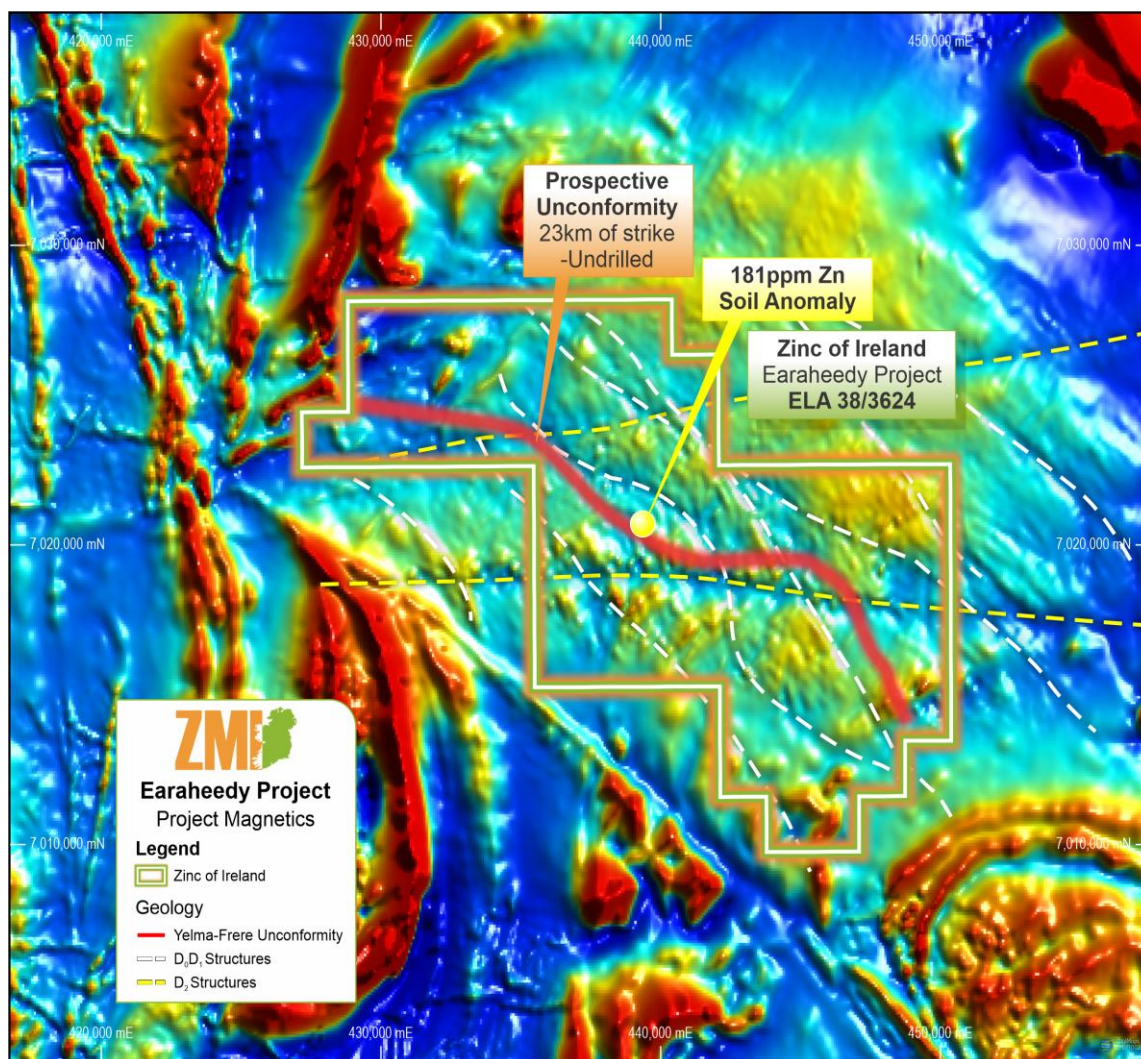 420,000 mE
430,000 mE
440,000 mE
450,000 mE
Prospective
Unconformity
23km of strike
-Undrilled
7,030,000 mN
7,030,000 mN
181ppm Zn
Soil Anomaly
Zinc of Ireland
Earaheedy Project
ELA 38/3624
7,020,000 mN
7,020,000 mN
ZMI
Earaheedy Project
Project Magnetics
Legend
Zinc of Ireland
Geology
Yelma-Frere Unconformity
D₀D₁ Structures
D₂ Structures
7,010,000 mN
7,010,000 mN
420,000 mE
430,000 mE
440,000 mE
450,000 mE